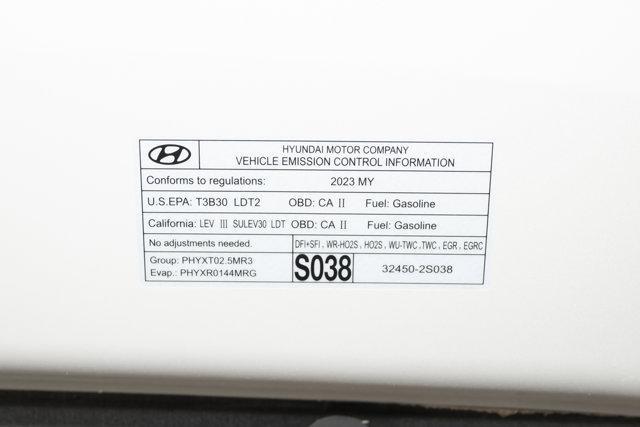 HYUNDAI MOTOR COMPANY
VEHICLE EMISSION CONTROL INFORMATION
Conforms to regulations: 2023 MY
U.S.EPA: T3B30 LDT2 OBD: CA II Fuel: Gasoline
California: LEV III SULEV30 LDT OBD: CA II Fuel: Gasoline
No adjustments needed. DFI+SFI , WR-HO2S , HO2S , WU-TWC ,TWC , EGR , EGRC
Group: PHYXT02.5MR3
Evap.: PHYXR0144MRG
S038 32450-2S038